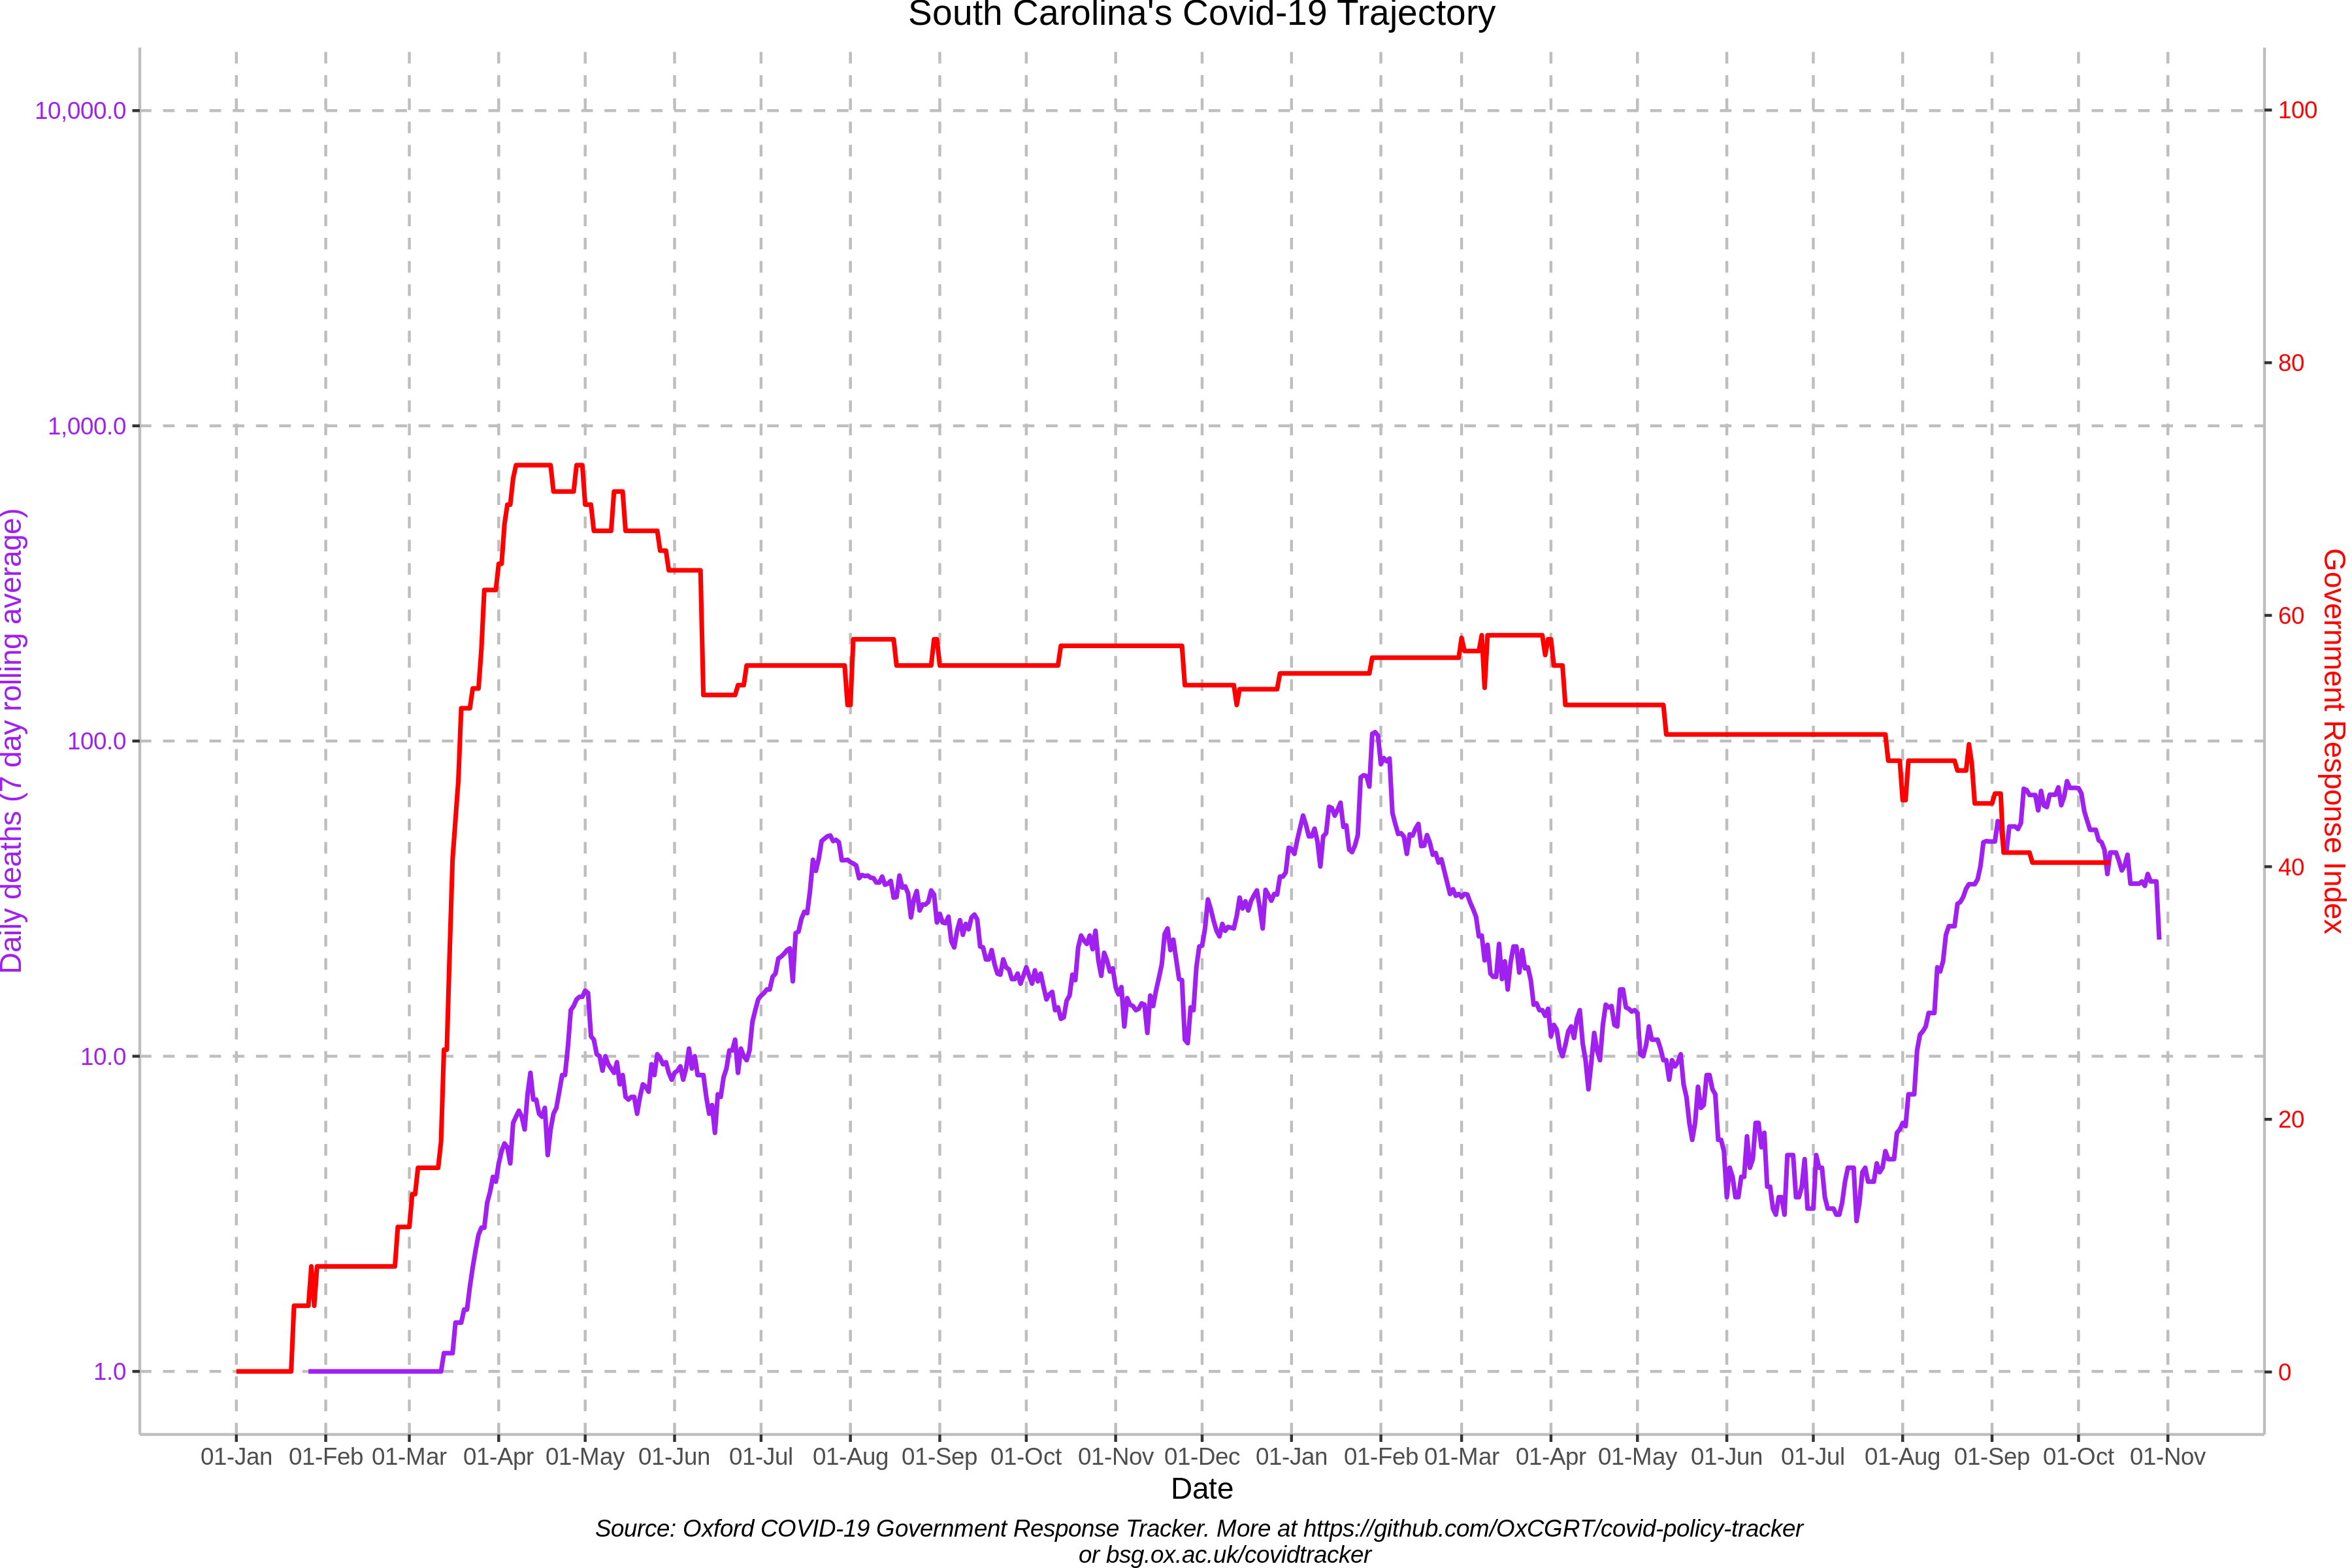 South Carolina's Covid-19 Trajectory
10,000.0
1,000.0
100.0
10.0
1.0
Daily deaths (7 day rolling average)
100
80
60
40
20
0
Government Response Index
01-Jan 01-Feb 01-Mar 01-Apr 01-May 01-Jun 01-Jul 01-Aug 01-Sep 01-Oct 01-Nov 01-Dec 01-Jan 01-Feb 01-Mar 01-Apr 01-May 01-Jun 01-Jul 01-Aug 01-Sep 01-Oct 01-Nov
Date
Source: Oxford COVID-19 Government Response Tracker. More at https://github.com/OxCGRT/covid-policy-tracker
or bsg.ox.ac.uk/covidtracker